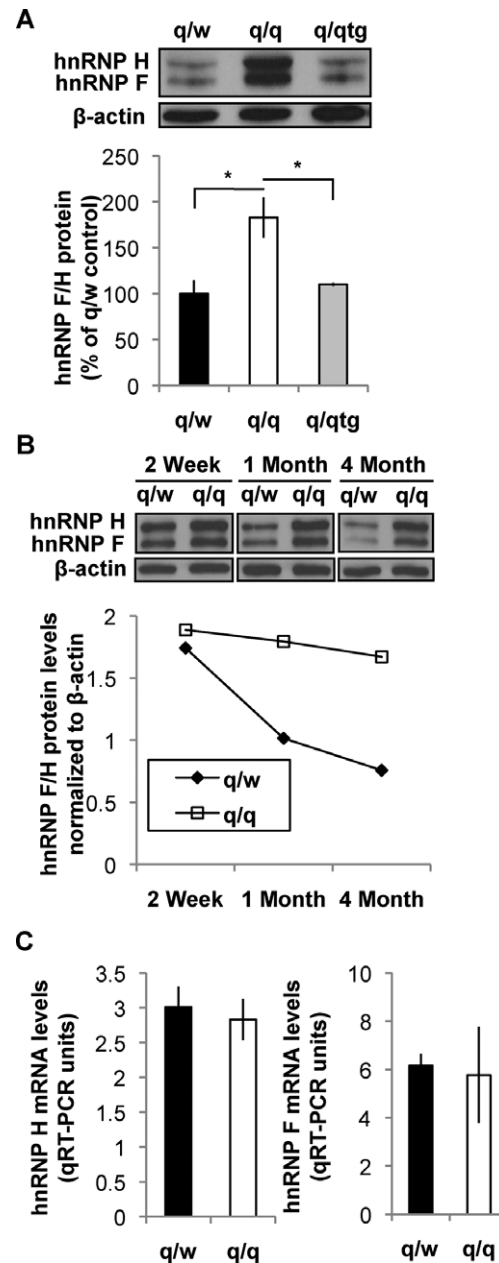 A
q/w q/q q/qtg
hnRNP H
hnRNP F
β-actin
hnRNP F/H protein
(% of q/w control)
250
200
150
100
50
0
* *
q/w q/q q/qtg
B
2 Week 1 Month 4 Month
q/w q/q q/w q/q q/w q/q
hnRNP H
hnRNP F
β-actin
hnRNP F/H protein levels
normalized to β-actin
2
1.5
1
0.5
0
q/w
q/q
2 Week 1 Month 4 Month
C
hnRNP H mRNA levels
(qRT-PCR units)
3.5
3
2.5
2
1.5
1
0.5
0
q/w q/q
hnRNP F mRNA levels
(qRT-PCR units)
10
8
6
4
2
0
q/w q/q